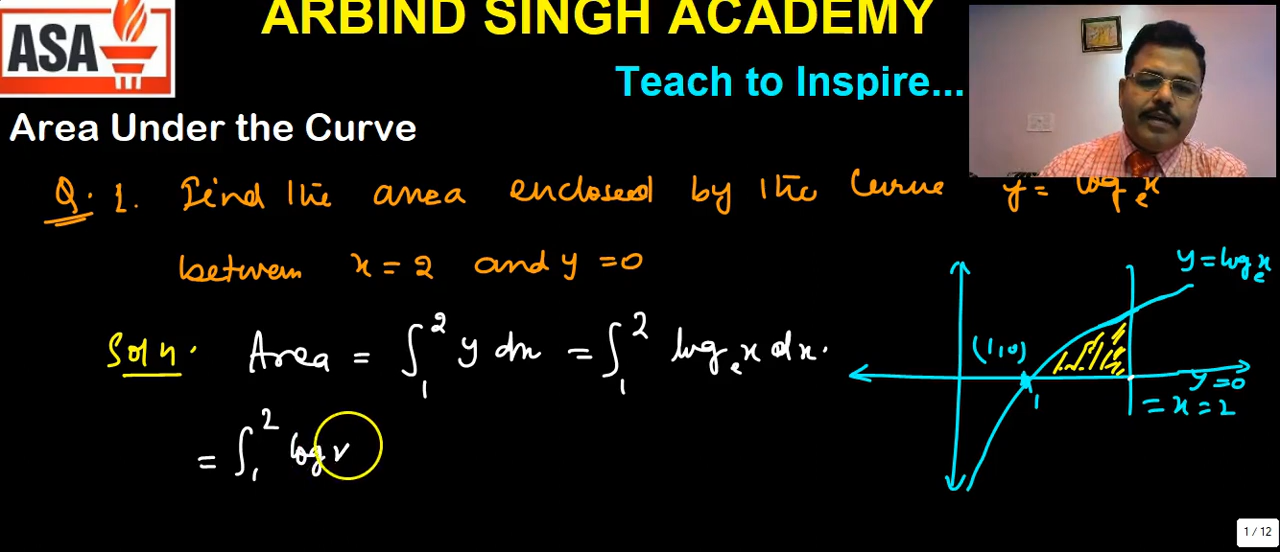 ARBIND SINGH ACADEMY
ASA
Teach to Inspire...
Area Under the Curve
Q. 1. Find the area enclosed by the curve y = logₑx
between x = 2 and y = 0
Soln. Area = ∫₁² y dx = ∫₁² logₑx dx.
= ∫₁² log x
y = logₑx
(1,0)
1
y = 0
= x = 2
1 / 12